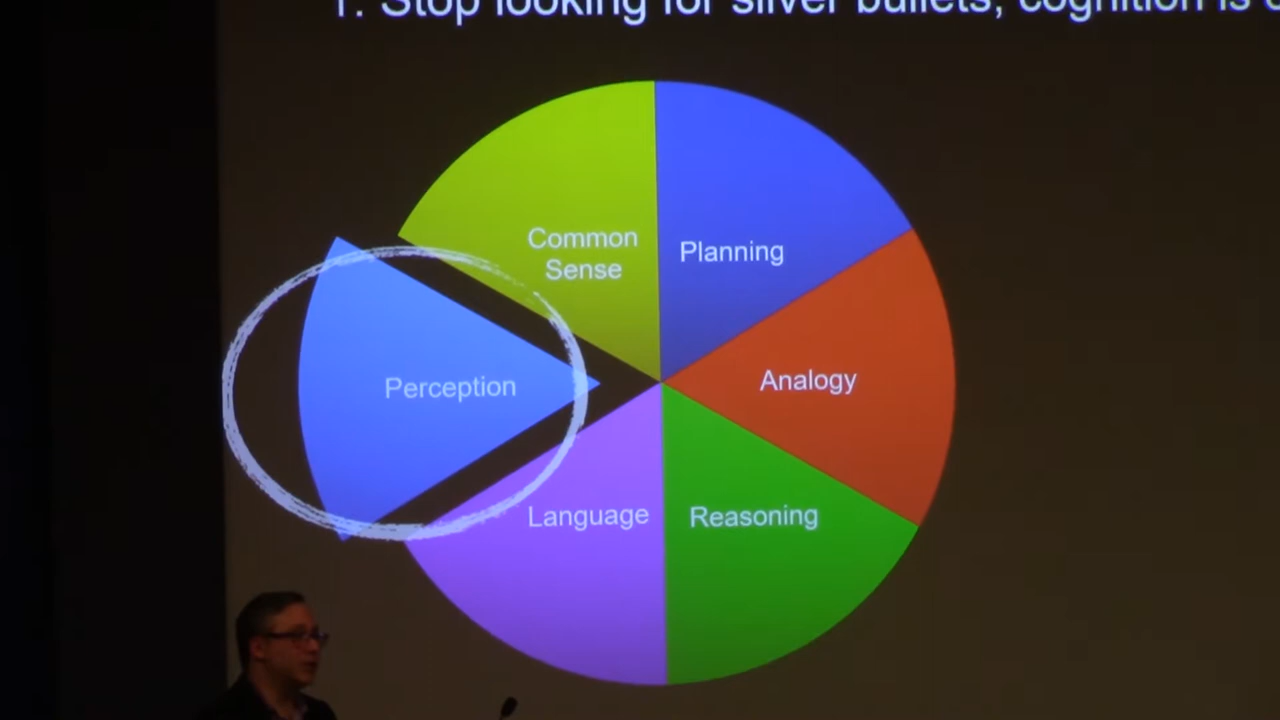 1. Stop looking for silver bullets; cognition is
Common
Sense
Planning
Perception
Analogy
Language
Reasoning